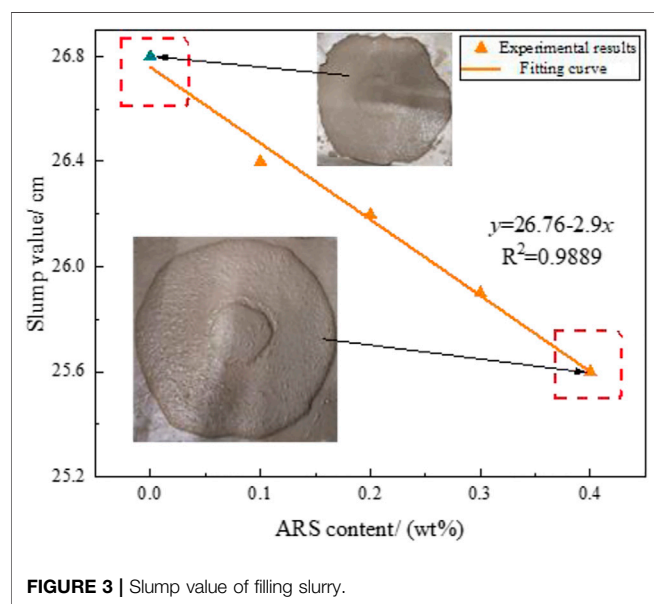 26.8
26.4
26.0
25.6
25.2
Slump value/ cm
Experimental results
Fitting curve
y=26.76-2.9x
R²=0.9889
0.0 0.1 0.2 0.3 0.4
ARS content/ (wt%)
FIGURE 3 | Slump value of filling slurry.